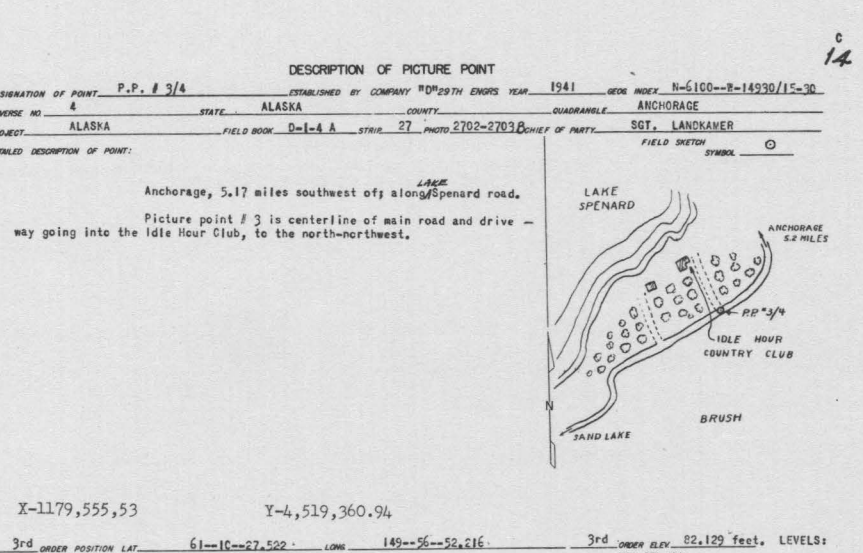 C
14
DESCRIPTION OF PICTURE POINT
SIGNATION OF POINT P.P. # 3/4 ESTABLISHED BY COMPANY "D" 29TH ENGRS YEAR 1941 GEOG INDEX N-6100--W-14930/15-30
VERSE NO. 4 STATE ALASKA COUNTY QUADRANGLE ANCHORAGE
OJECT ALASKA FIELD BOOK D-1-4 A STRIP 27 PHOTO 2702-2703B CHIEF OF PARTY SGT. LANDKAMER
TAILED DESCRIPTION OF POINT:
FIELD SKETCH
SYMBOL
LAKE
Anchorage, 5.17 miles southwest of; along Spenard road.
Picture point # 3 is centerline of main road and drive -
way going into the Idle Hour Club, to the north-northwest.
LAKE
SPENARD
ANCHORAGE
5.2 MILES
P.P. #3/4
IDLE HOUR
COUNTRY CLUB
N
BRUSH
SAND LAKE
X-1179,555,53 Y-4,519,360.94
3rd ORDER POSITION LAT 61--10--27.522 LONG 149--56--52.216 3rd ORDER ELEV 82.129 feet. LEVELS: